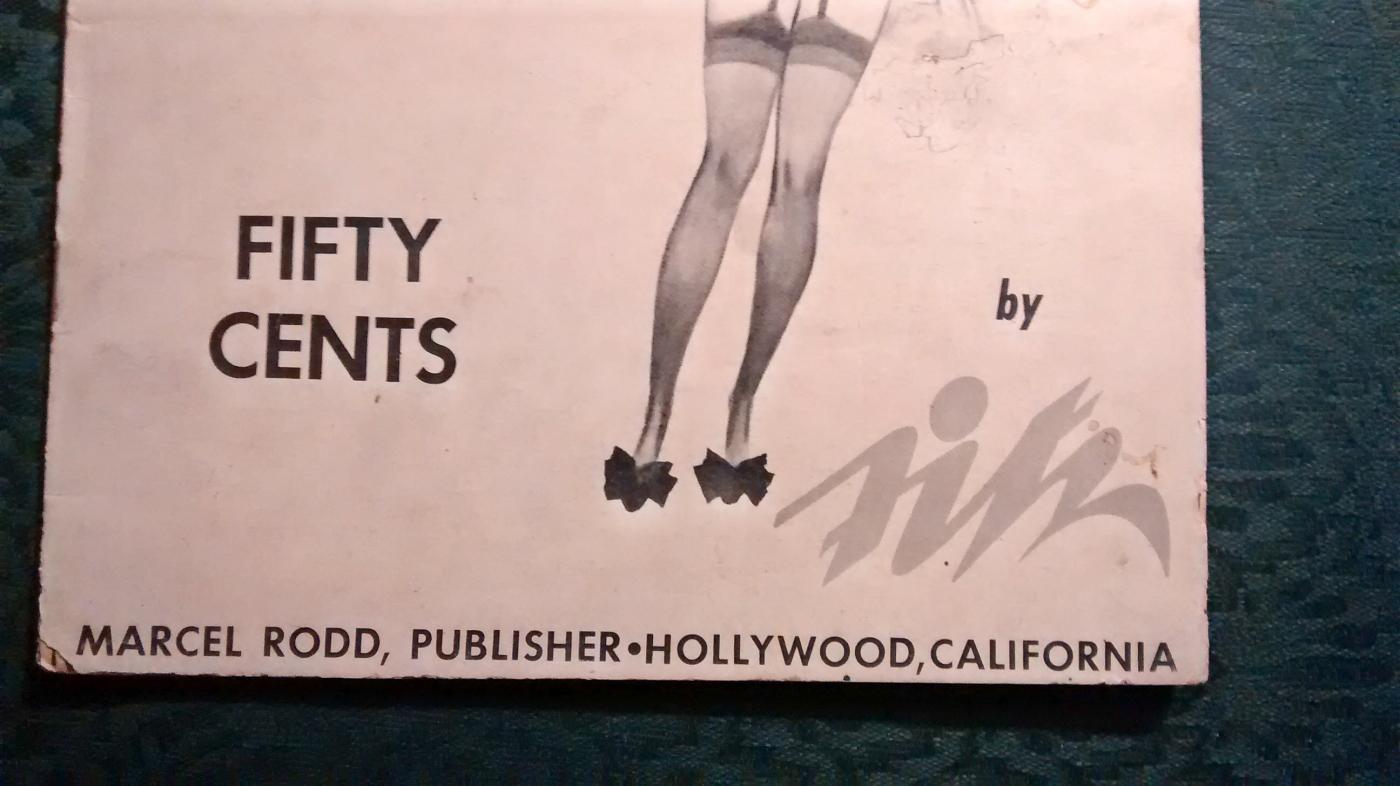 FIFTY
CENTS
by
MARCEL RODD, PUBLISHER•HOLLYWOOD, CALIFORNIA